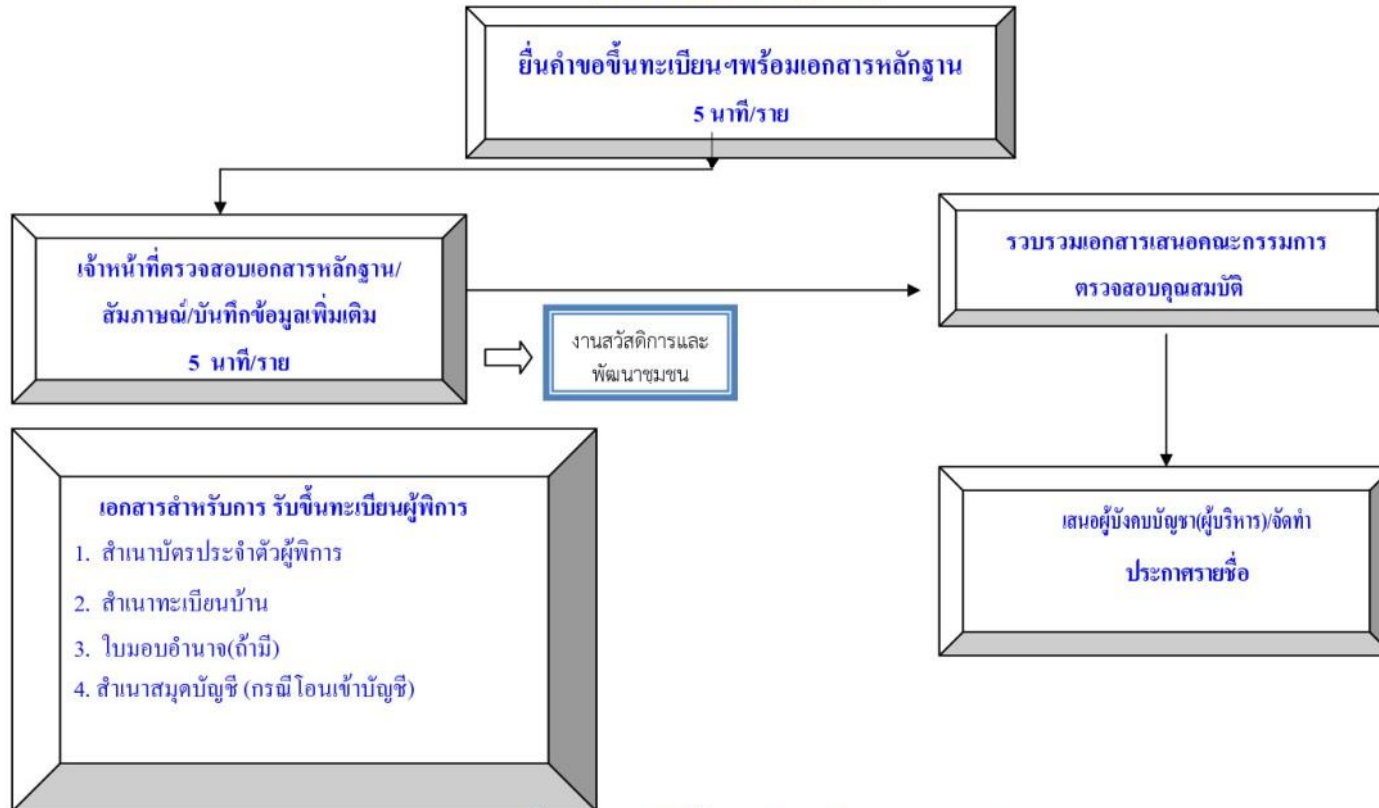 ยื่นคำขอขึ้นทะเบียนฯพร้อมเอกสารหลักฐาน
5 นาที/ราย
เจ้าหน้าที่ตรวจสอบเอกสารหลักฐาน/
สัมภาษณ์/บันทึกข้อมูลเพิ่มเติม
5 นาที/ราย
งานสวัสดิการและ
พัฒนาชุมชน
รวบรวมเอกสารเสนอคณะกรรมการ
ตรวจสอบคุณสมบัติ
เสนอผู้บังคบบัญชา(ผู้บริหาร)/จัดทำ
ประกาศรายชื่อ
เอกสารสำหรับการ รับขึ้นทะเบียนผู้พิการ
1. สำเนาบัตรประจำตัวผู้พิการ
2. สำเนาทะเบียนบ้าน
3. ใบมอบอำนาจ(ถ้ามี)
4. สำเนาสมุดบัญชี (กรณีโอนเข้าบัญชี)